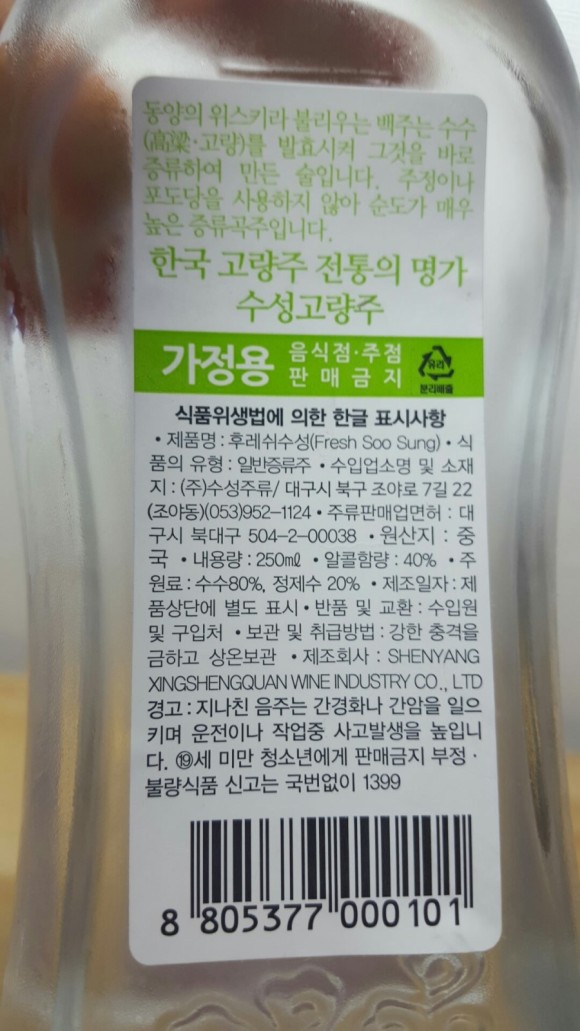 동양의 위스키라 불리우는 백주는 수수
(高粱·고량)를 발효시켜 그것을 바로
증류하여 만든 술입니다. 주정이나
포도당을 사용하지 않아 순도가 매우
높은 증류곡주입니다.
한국 고량주 전통의 명가
수성고량주
가정용 음식점·주점
판매금지
유리
분리배출
식품위생법에 의한 한글 표시사항
• 제품명 : 후레쉬수성(Fresh Soo Sung) • 식
품의 유형 : 일반증류주 • 수입업소명 및 소재
지 : (주)수성주류/ 대구시 북구 조야로 7길 22
(조야동)(053)952-1124 • 주류판매업면허 : 대
구시 북대구 504-2-00038 • 원산지 : 중
국 • 내용량 : 250㎖ • 알콜함량 : 40% • 주
원료 : 수수80%, 정제수 20% • 제조일자 : 제
품상단에 별도 표시 • 반품 및 교환 : 수입원
및 구입처 • 보관 및 취급방법 : 강한 충격을
금하고 상온보관 • 제조회사 : SHENYANG
XINGSHENGQUAN WINE INDUSTRY CO., LTD
경고 : 지나친 음주는 간경화나 간암을 일으
키며 운전이나 작업중 사고발생을 높입니
다. ⑲세 미만 청소년에게 판매금지 부정 ·
불량식품 신고는 국번없이 1399
8 805377 000101